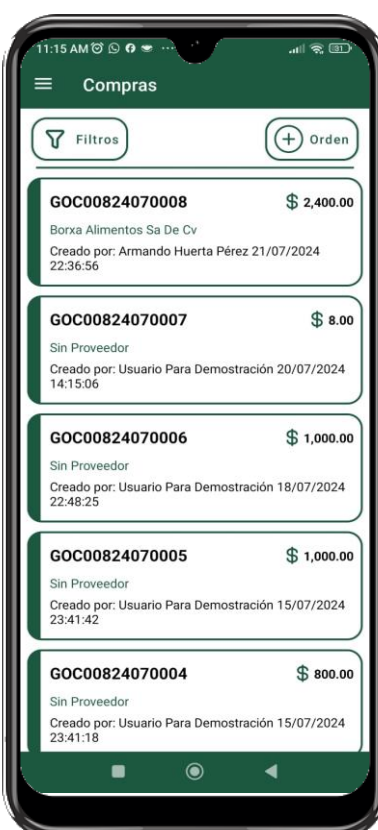 11:15 AM
Compras
Filtros
Orden
GOC00824070008 $ 2,400.00
Borxa Alimentos Sa De Cv
Creado por: Armando Huerta Pérez 21/07/2024
22:36:56
GOC00824070007 $ 8.00
Sin Proveedor
Creado por: Usuario Para Demostración 20/07/2024
14:15:06
GOC00824070006 $ 1,000.00
Sin Proveedor
Creado por: Usuario Para Demostración 18/07/2024
22:48:25
GOC00824070005 $ 1,000.00
Sin Proveedor
Creado por: Usuario Para Demostración 15/07/2024
23:41:42
GOC00824070004 $ 800.00
Sin Proveedor
Creado por: Usuario Para Demostración 15/07/2024
23:41:18